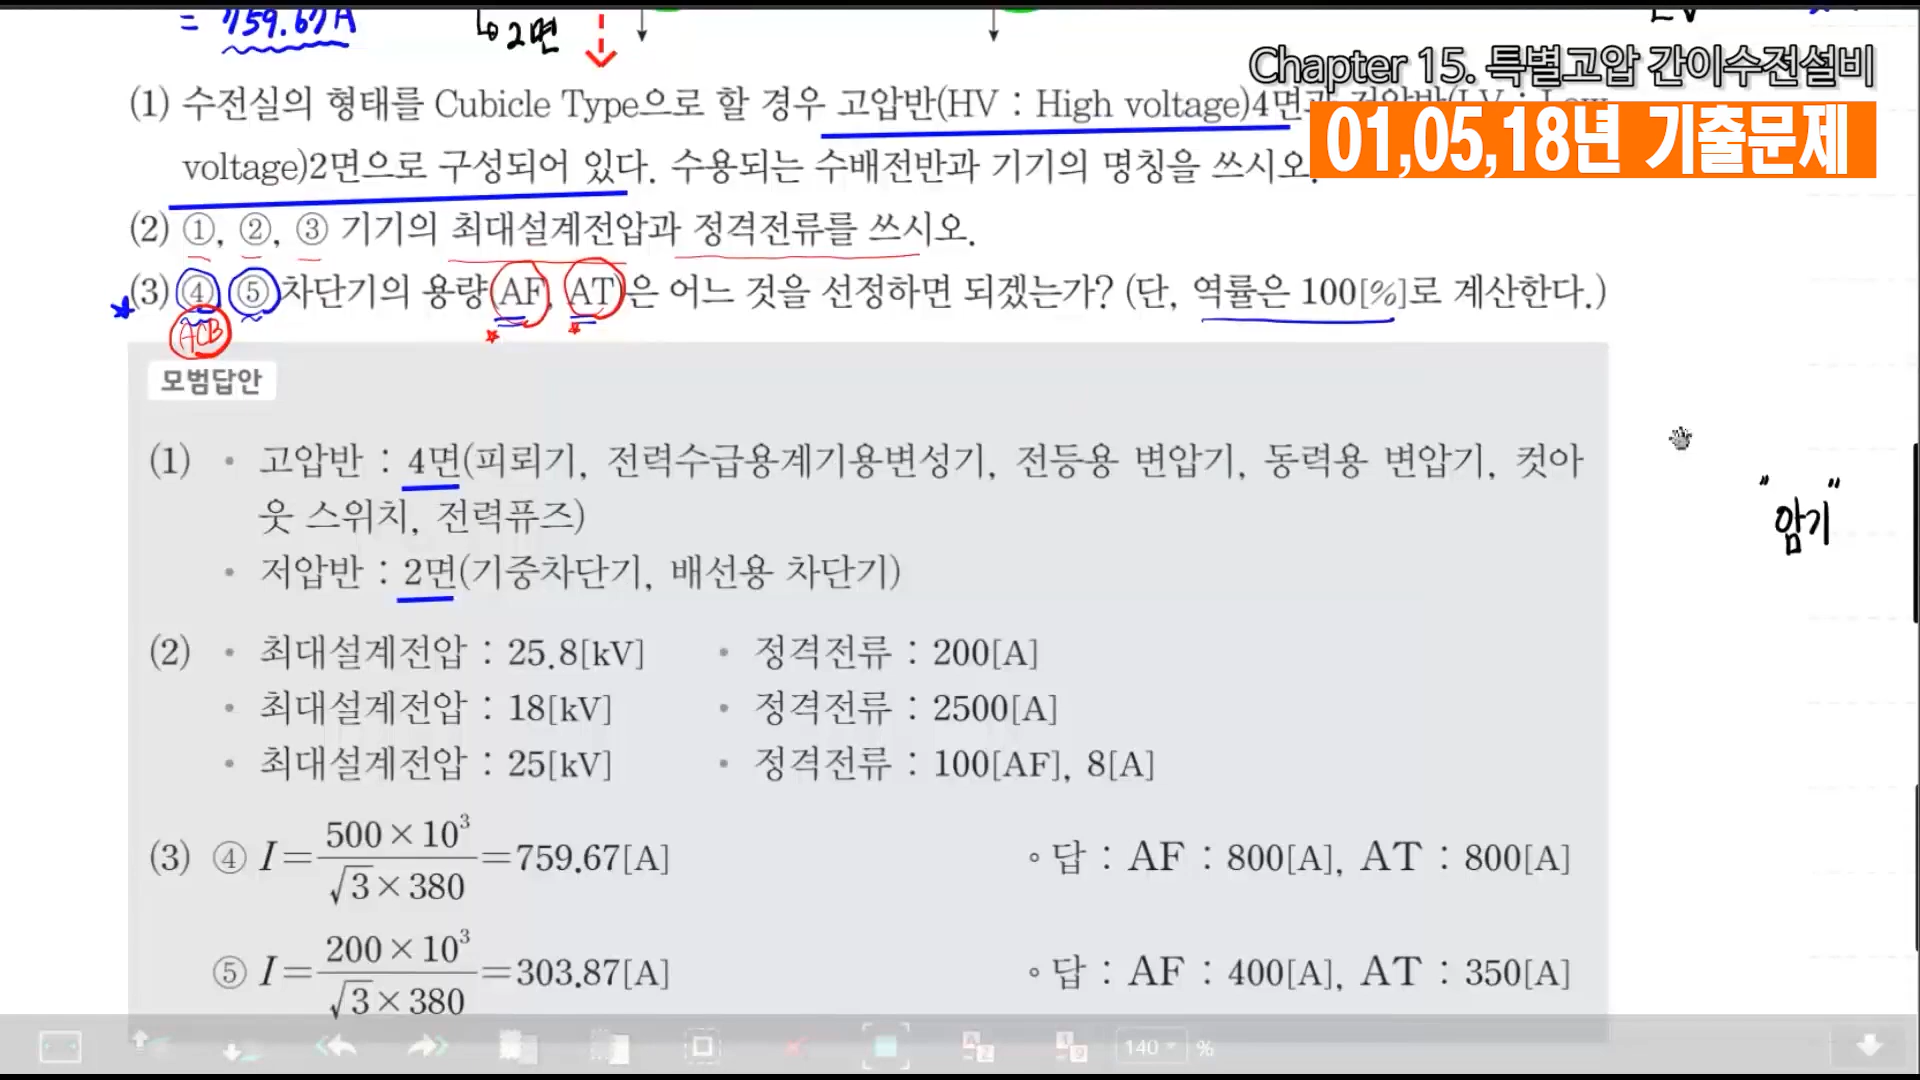 = 759.67A
↳ 2면
Chapter 15. 특별고압 간이수전설비
01,05,18년 기출문제
(1) 수전실의 형태를 Cubicle Type으로 할 경우 고압반(HV : High voltage)4면과
voltage)2면으로 구성되어 있다. 수용되는 수배전반과 기기의 명칭을 쓰시오.
(2) ①, ②, ③ 기기의 최대설계전압과 정격전류를 쓰시오.
(3) ④, ⑤ 차단기의 용량(AF, AT)은 어느 것을 선정하면 되겠는가? (단, 역률은 100[%]로 계산한다.)
ACB
모범답안
(1) • 고압반 : 4면(피뢰기, 전력수급용계기용변성기, 전등용 변압기, 동력용 변압기, 컷아
웃 스위치, 전력퓨즈)
• 저압반 : 2면(기중차단기, 배선용 차단기)
"암기"
(2) • 최대설계전압 : 25.8[kV] • 정격전류 : 200[A]
• 최대설계전압 : 18[kV] • 정격전류 : 2500[A]
• 최대설계전압 : 25[kV] • 정격전류 : 100[AF], 8[A]
(3) ④ I=500×10³/√3×380=759.67[A] ∘ 답 : AF : 800[A], AT : 800[A]
⑤ I=200×10³/√3×380=303.87[A] ∘ 답 : AF : 400[A], AT : 350[A]
140 %